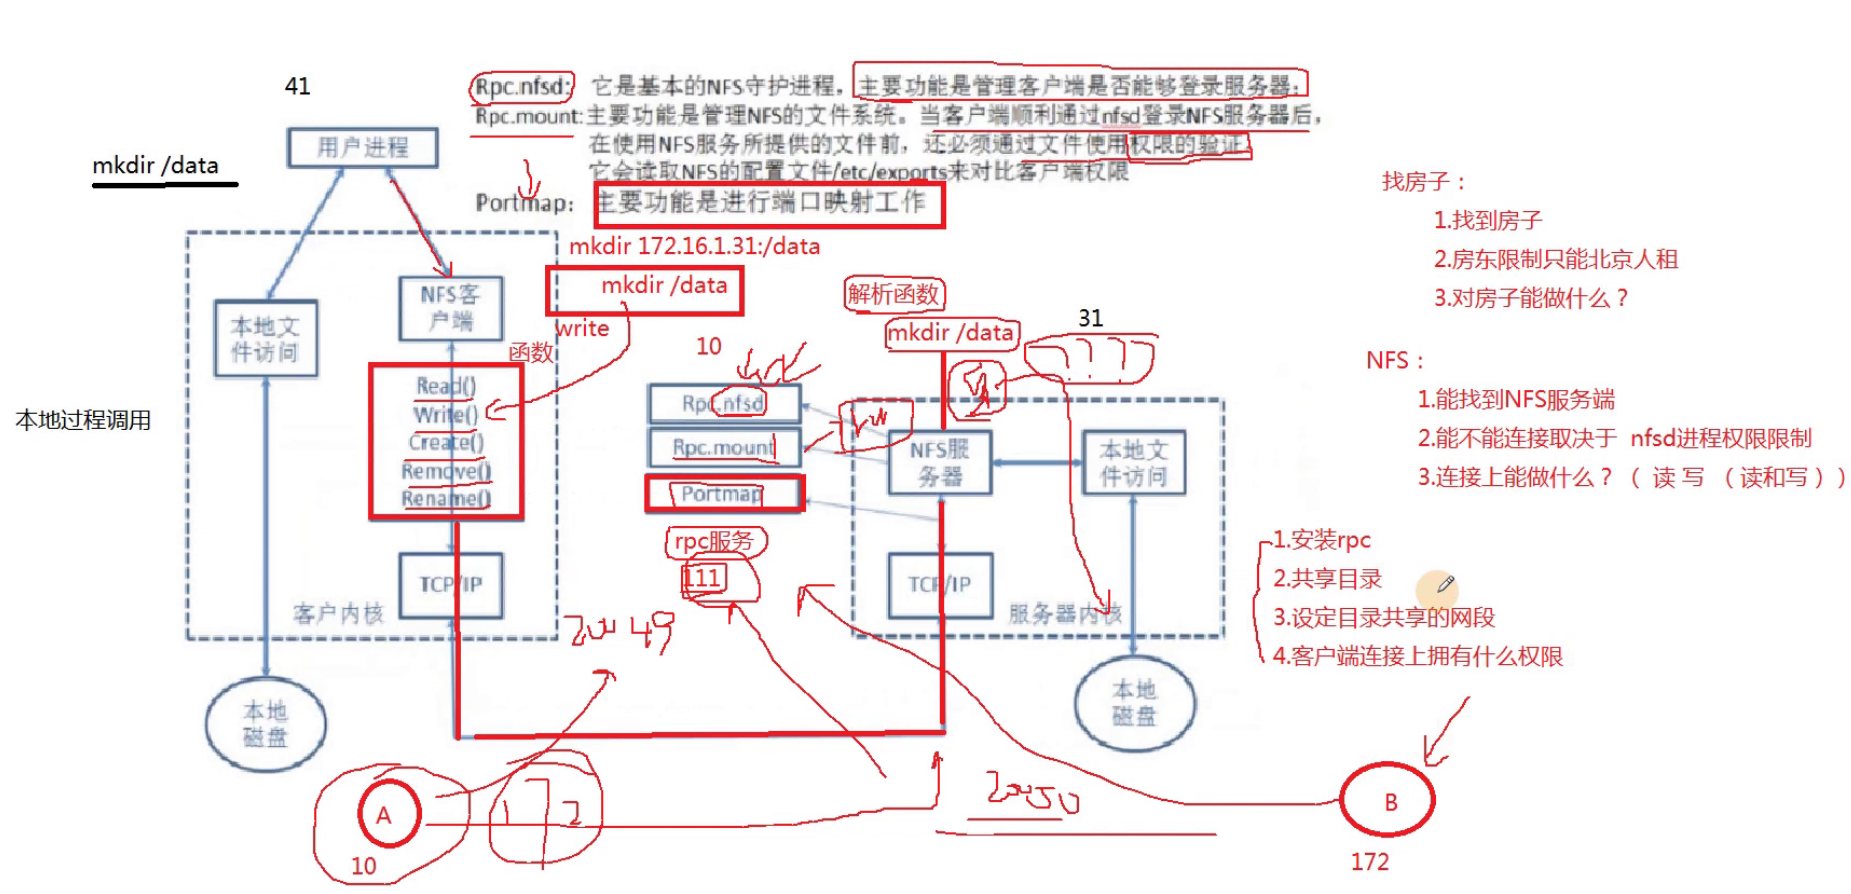 41
Rpc.nfsd: 它是基本的NFS守护进程，主要功能是管理客户端是否能够登录服务器；
Rpc.mount:主要功能是管理NFS的文件系统。当客户端顺利通过nfsd登录NFS服务器后，
在使用NFS服务所提供的文件前，还必须通过文件使用权限的验证
它会读取NFS的配置文件/etc/exports来对比客户端权限
Portmap: 主要功能是进行端口映射工作
用户进程
mkdir /data
mkdir 172.16.1.31:/data
mkdir /data
write
函数
NFS客
户端
本地文
件访问
Read()
Write()
Create()
Remove()
Rename()
本地过程调用
TCP/IP
客户内核
本地
磁盘
解析函数
mkdir /data
31
10
Rpc.nfsd
Rpc.mount
Portmap
rpc服务
111
NFS服
务器
本地文
件访问
TCP/IP
服务器内核
本地
磁盘
找房子：
1.找到房子
2.房东限制只能北京人租
3.对房子能做什么？
NFS：
1.能找到NFS服务端
2.能不能连接取决于 nfsd进程权限限制
3.连接上能做什么？（ 读 写 （读和写））
1.安装rpc
2.共享目录
3.设定目录共享的网段
4.客户端连接上拥有什么权限
2049
172
2050
A
10
B
172